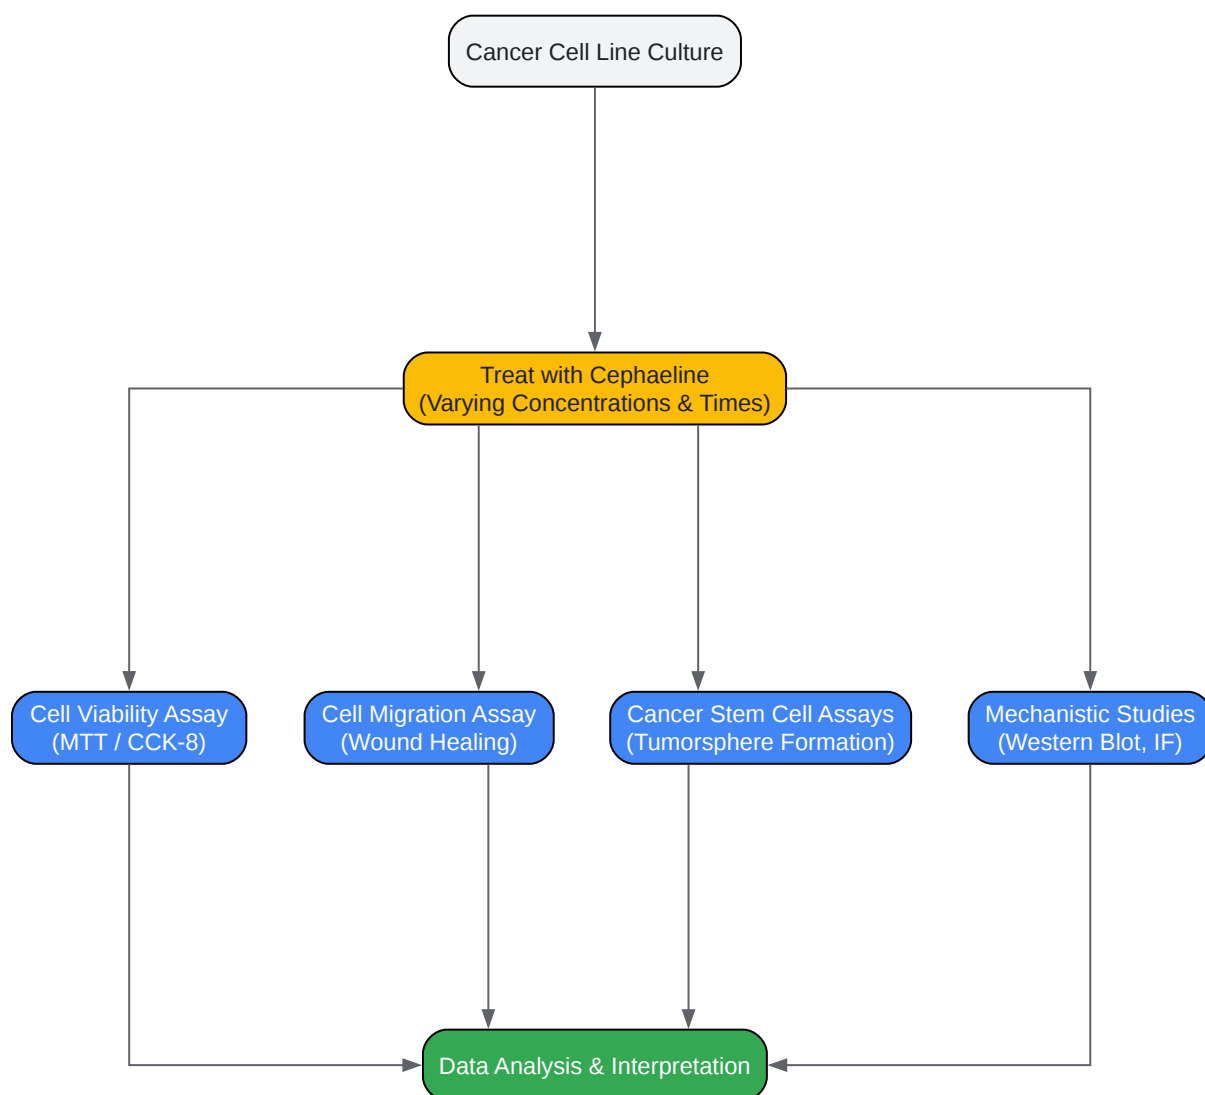 Cancer Cell Line Culture
Treat with Cephaeline
(Varying Concentrations & Times)
Cell Viability Assay
(MTT / CCK-8)
Cell Migration Assay
(Wound Healing)
Cancer Stem Cell Assays
(Tumorsphere Formation)
Mechanistic Studies
(Western Blot, IF)
Data Analysis & Interpretation